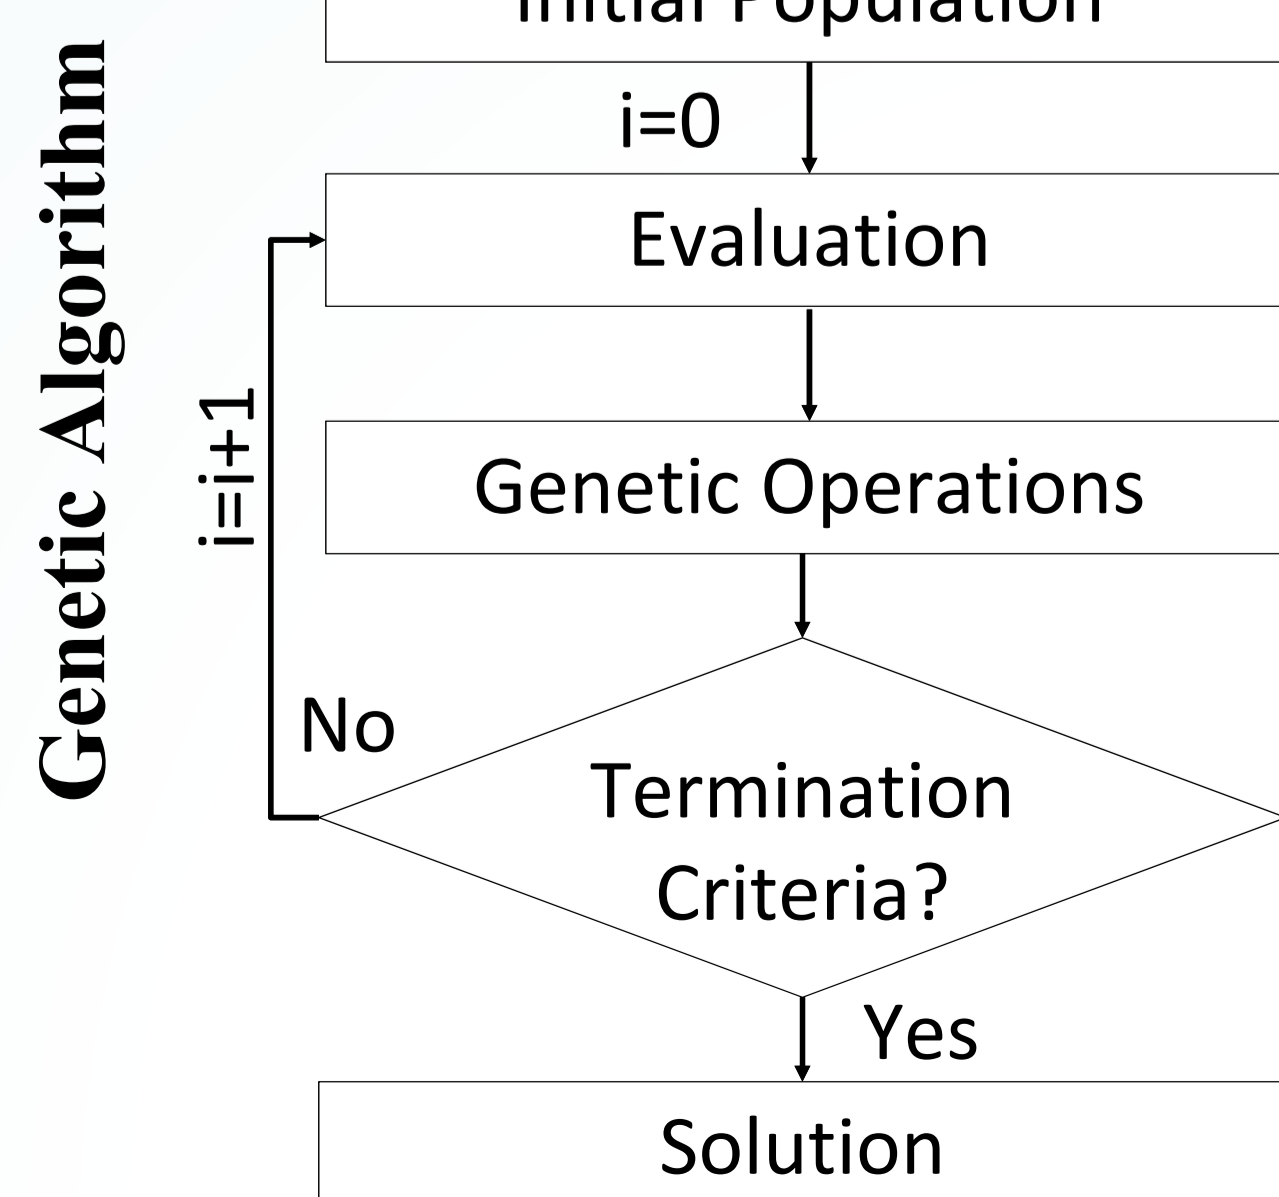 Genetic Algorithm
Initial Population
i=0
Evaluation
i=i+1
Genetic Operations
No
Termination
Criteria?
Yes
Solution